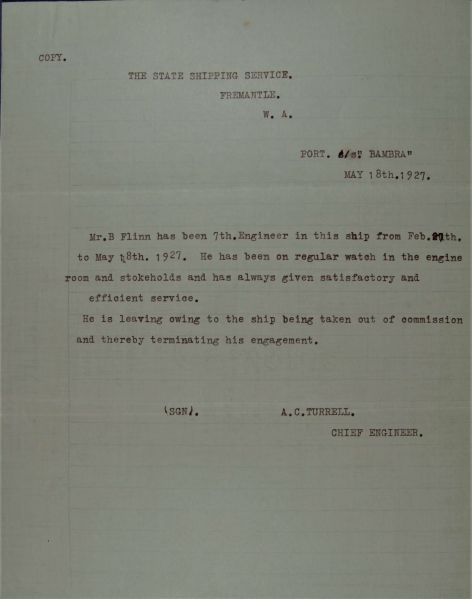 COPY.
THE STATE SHIPPING SERVICE.
FREMANTLE.
W. A.
PORT. s/s" BAMBRA"
MAY 18th.1927.
Mr.B Flinn has been 7th.Engineer in this ship from Feb.
to May 18th. 1927. He has been on regular watch in the engine
room and stokeholds and has always given satisfactory and
efficient service.
He is leaving owing to the ship being taken out of commission
and thereby terminating his engagement.
(SGN). A.C.TURRELL.
CHIEF ENGINEER.